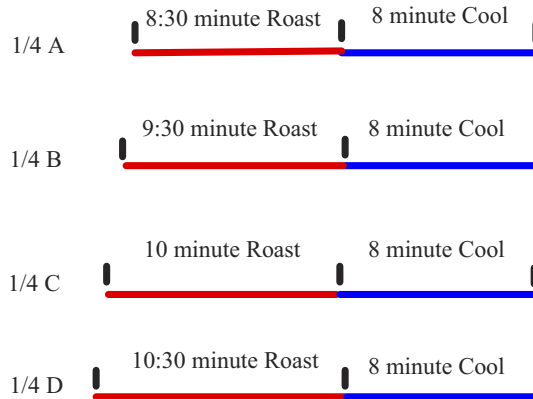 8:30 minute Roast 8 minute Cool
1/4 A
9:30 minute Roast 8 minute Cool
1/4 B
10 minute Roast 8 minute Cool
1/4 C
10:30 minute Roast 8 minute Cool
1/4 D